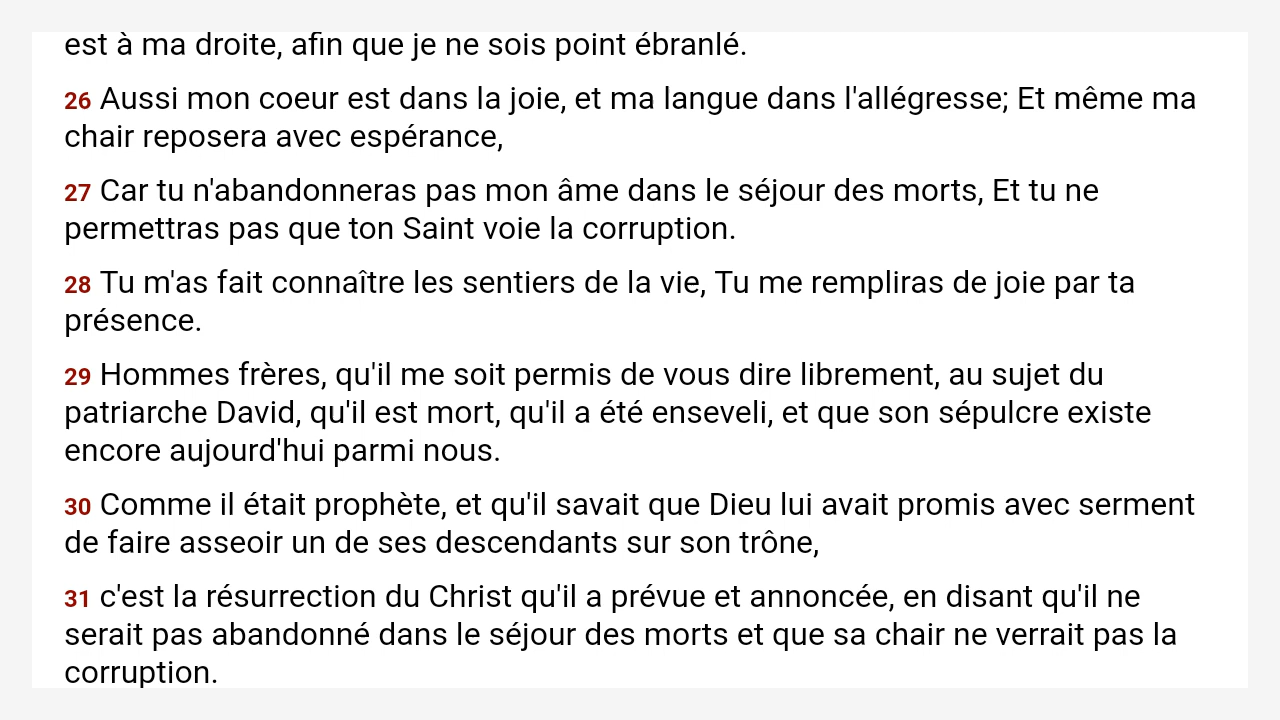 est à ma droite, afin que je ne sois point ébranlé.
26 Aussi mon coeur est dans la joie, et ma langue dans l'allégresse; Et même ma
chair reposera avec espérance,
27 Car tu n'abandonneras pas mon âme dans le séjour des morts, Et tu ne
permettras pas que ton Saint voie la corruption.
28 Tu m'as fait connaître les sentiers de la vie, Tu me rempliras de joie par ta
présence.
29 Hommes frères, qu'il me soit permis de vous dire librement, au sujet du
patriarche David, qu'il est mort, qu'il a été enseveli, et que son sépulcre existe
encore aujourd'hui parmi nous.
30 Comme il était prophète, et qu'il savait que Dieu lui avait promis avec serment
de faire asseoir un de ses descendants sur son trône,
31 c'est la résurrection du Christ qu'il a prévue et annoncée, en disant qu'il ne
serait pas abandonné dans le séjour des morts et que sa chair ne verrait pas la
corruption.